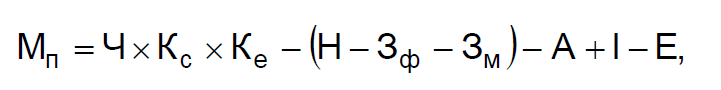 Мп = Ч × Кс × Ке − (Н − Зф − Зм) − А + І − Е,